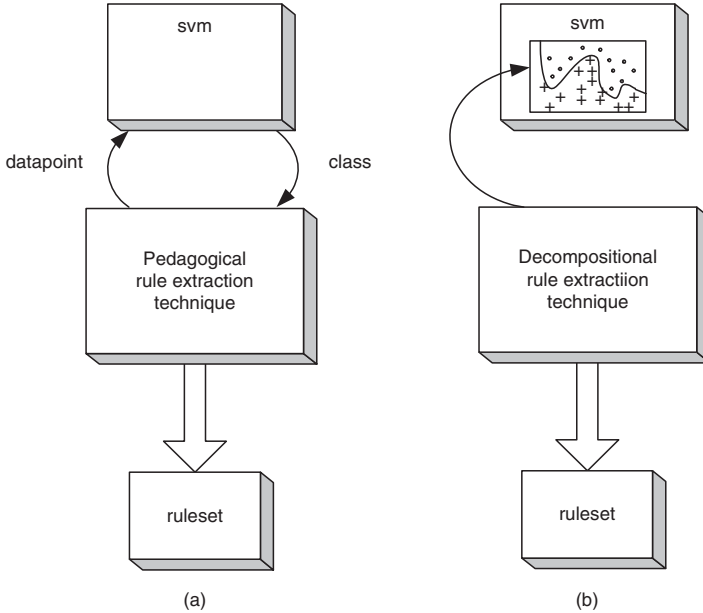 svm
datapoint
class
Pedagogical
rule extraction
technique
ruleset
(a)
svm
Decompositional
rule extractiion
technique
ruleset
(b)